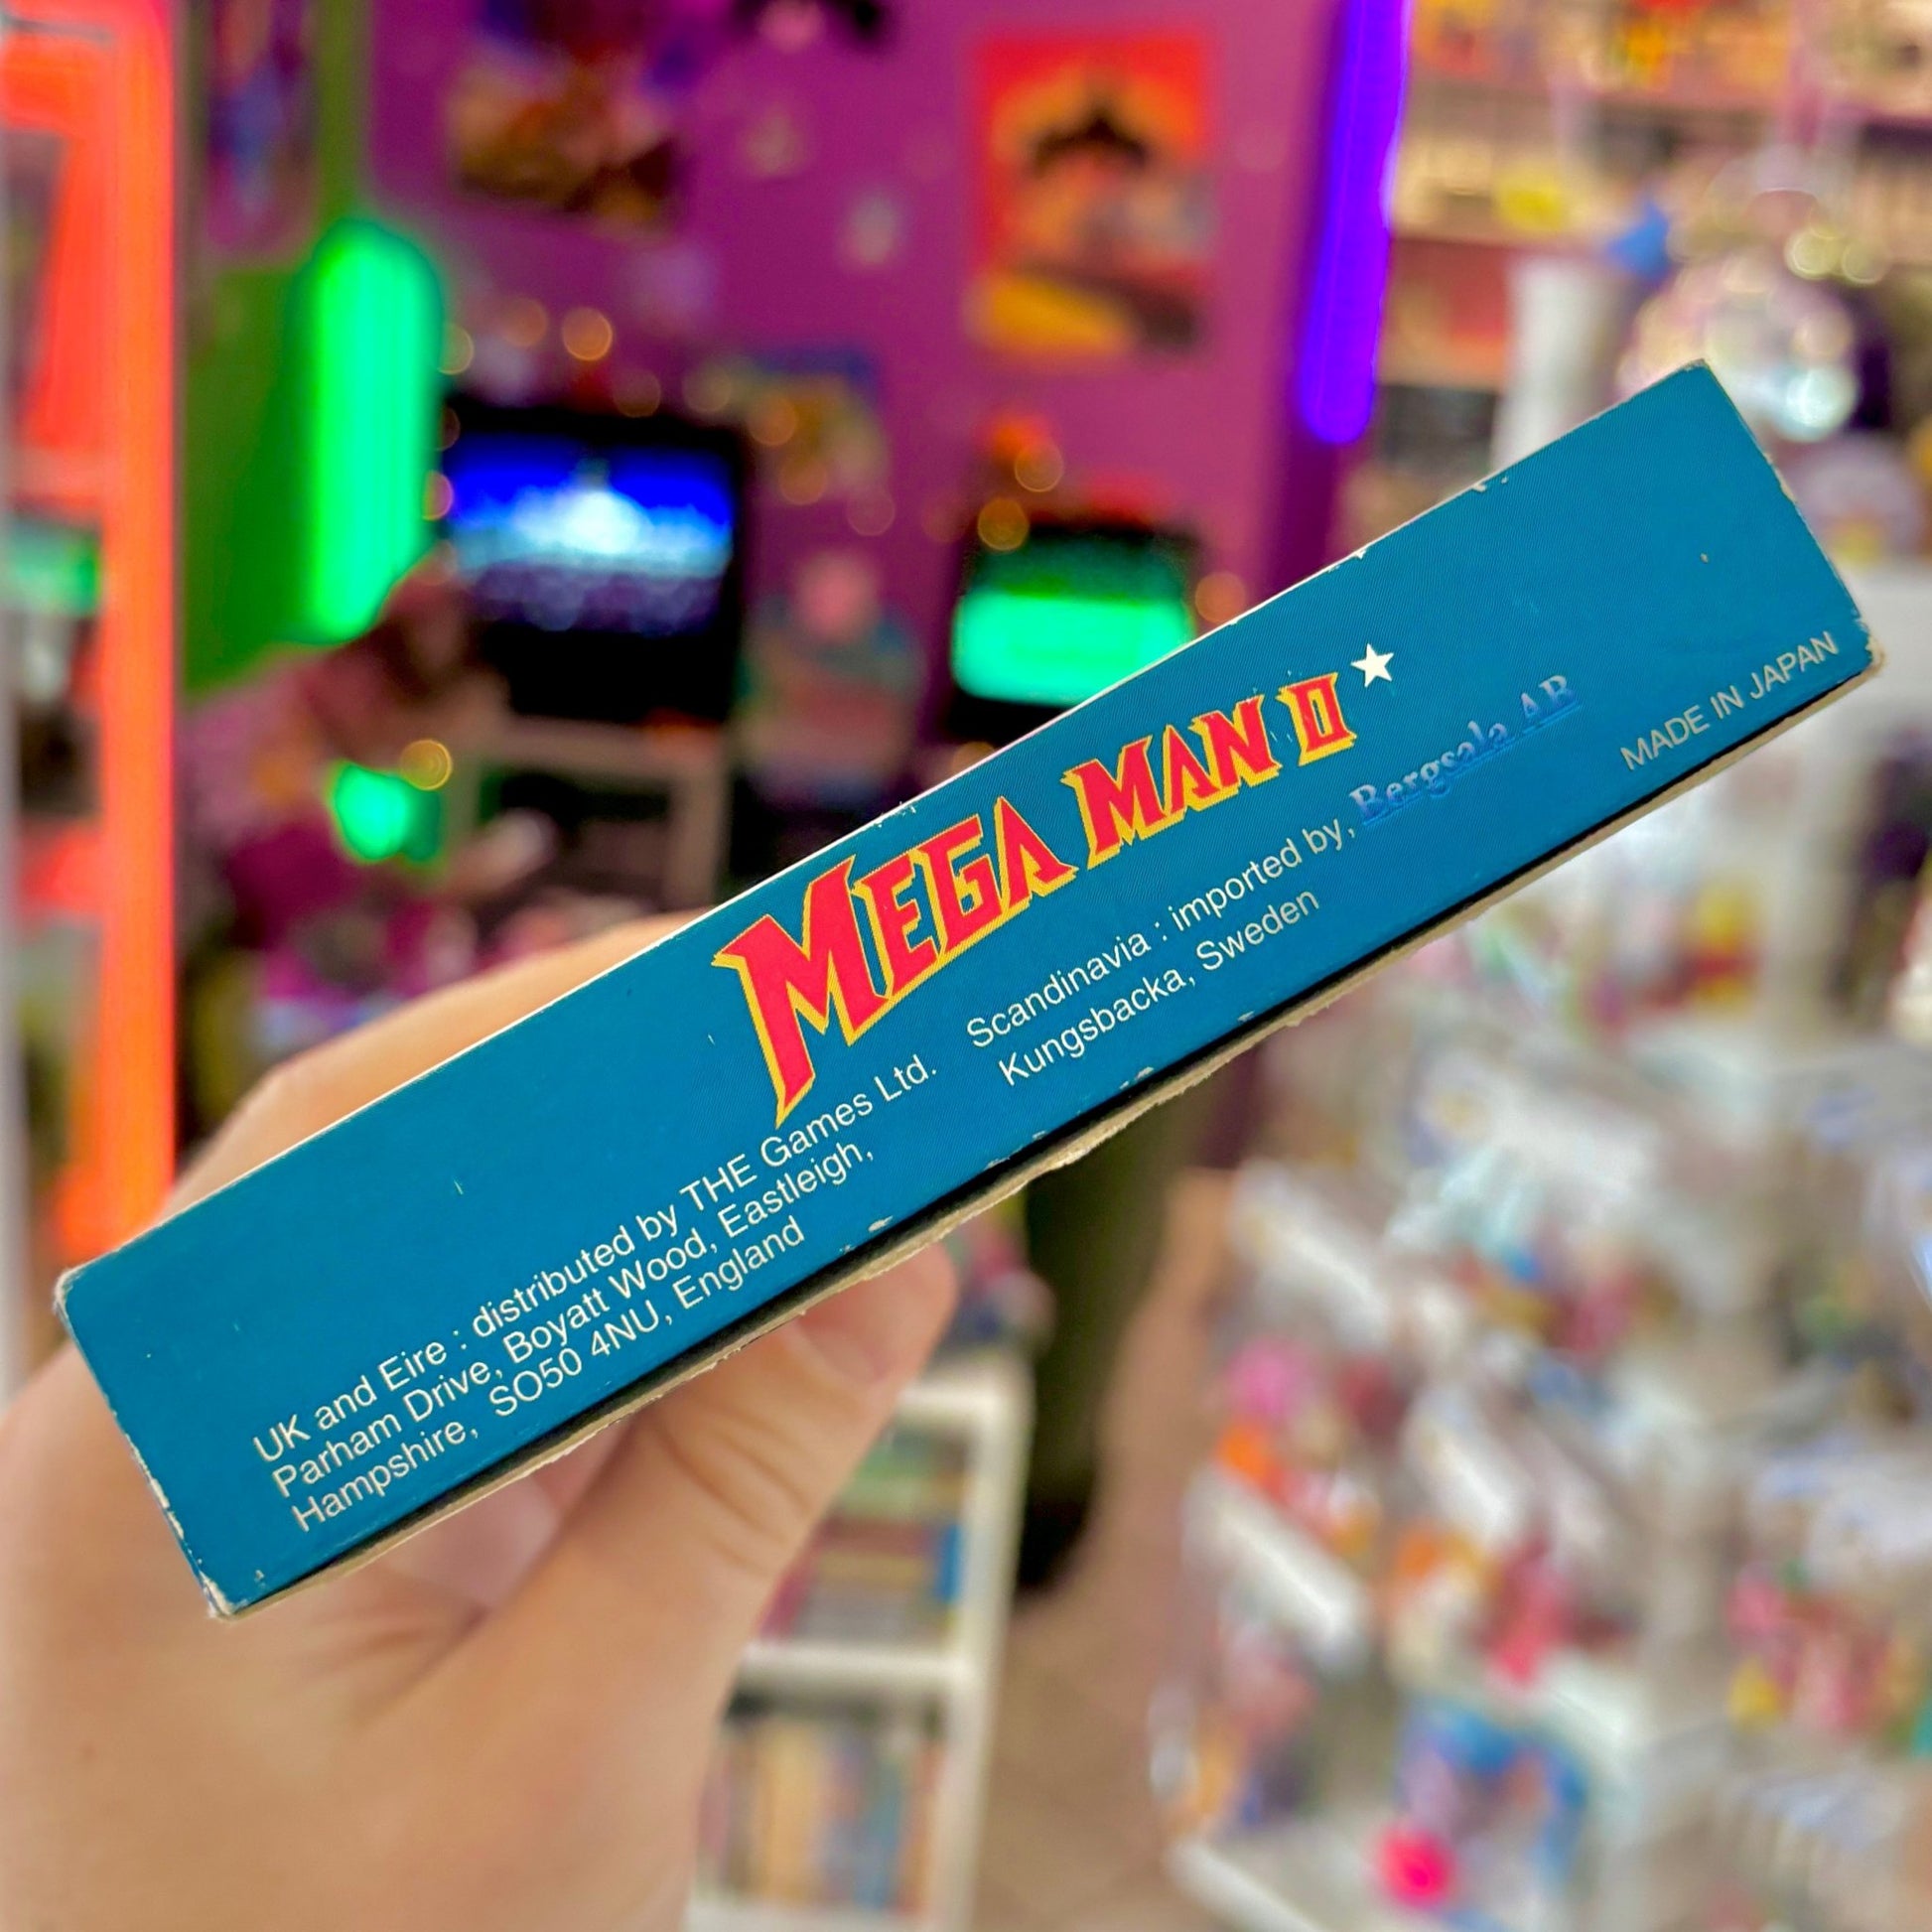 MEGA MAN II
UK and Eire : distributed by THE Games Ltd.
Parham Drive, Boyatt Wood, Eastleigh,
Hampshire, SO50 4NU, England
Scandinavia : imported by, Bergsala AB
Kungsbacka, Sweden
MADE IN JAPAN